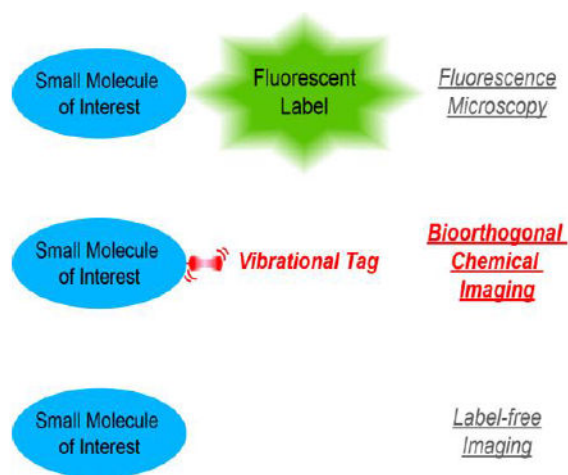 Small Molecule
of Interest
Fluorescent
Label
Fluorescence
Microscopy
Small Molecule
of Interest
Vibrational Tag
Bioorthogonal
Chemical
Imaging
Small Molecule
of Interest
Label-free
Imaging